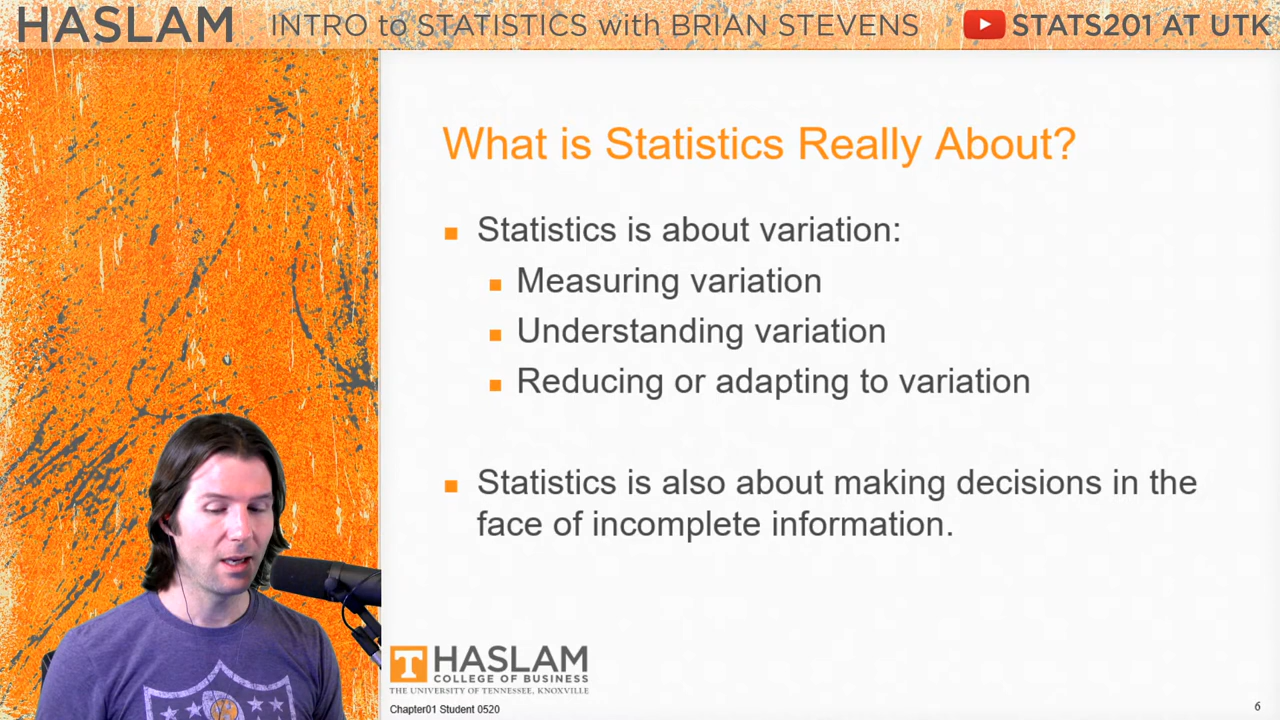 HASLAM INTRO to STATISTICS with BRIAN STEVENS STATS201 AT UTK
What is Statistics Really About?
Statistics is about variation:
Measuring variation
Understanding variation
Reducing or adapting to variation
Statistics is also about making decisions in the
face of incomplete information.
T HASLAM
COLLEGE OF BUSINESS
THE UNIVERSITY OF TENNESSEE, KNOXVILLE
Chapter01 Student 0520
6